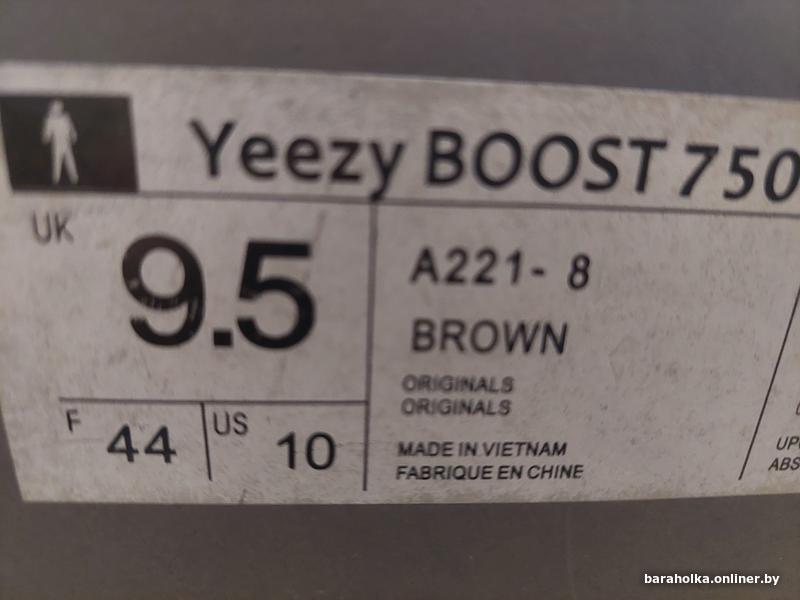 Yeezy BOOST 750
UK
9.5
F 44
US 10
A221- 8
BROWN
ORIGINALS
ORIGINALS
MADE IN VIETNAM
FABRIQUE EN CHINE
baraholka.onliner.by